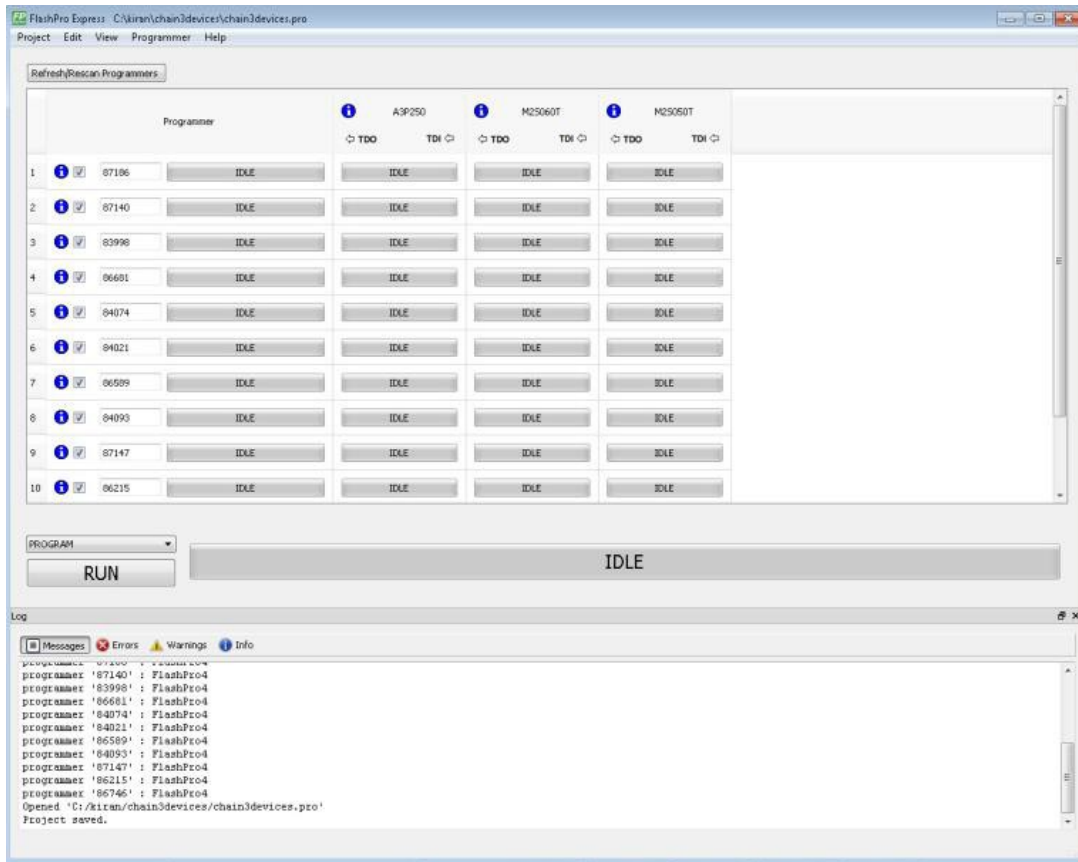 FlashPro Express C:\kiran\chain3devices\chain3devices.pro
Project Edit View Programmer Help
Refresh/Rescan Programmers
Programmer A3P250 M2S060T M2S050T
TDO TDI TDO TDI TDO TDI
1 87186 IDLE IDLE IDLE IDLE
2 87140 IDLE IDLE IDLE IDLE
3 83998 IDLE IDLE IDLE IDLE
4 86681 IDLE IDLE IDLE IDLE
5 84074 IDLE IDLE IDLE IDLE
6 84021 IDLE IDLE IDLE IDLE
7 86589 IDLE IDLE IDLE IDLE
8 84093 IDLE IDLE IDLE IDLE
9 87147 IDLE IDLE IDLE IDLE
10 86215 IDLE IDLE IDLE IDLE
PROGRAM
RUN
IDLE
Log
Messages Errors Warnings Info
programmer '87186' : FlashPro4
programmer '87140' : FlashPro4
programmer '83998' : FlashPro4
programmer '86681' : FlashPro4
programmer '84074' : FlashPro4
programmer '84021' : FlashPro4
programmer '86589' : FlashPro4
programmer '84093' : FlashPro4
programmer '87147' : FlashPro4
programmer '86215' : FlashPro4
programmer '86746' : FlashPro4
Opened 'C:/kiran/chain3devices/chain3devices.pro'
Project saved.